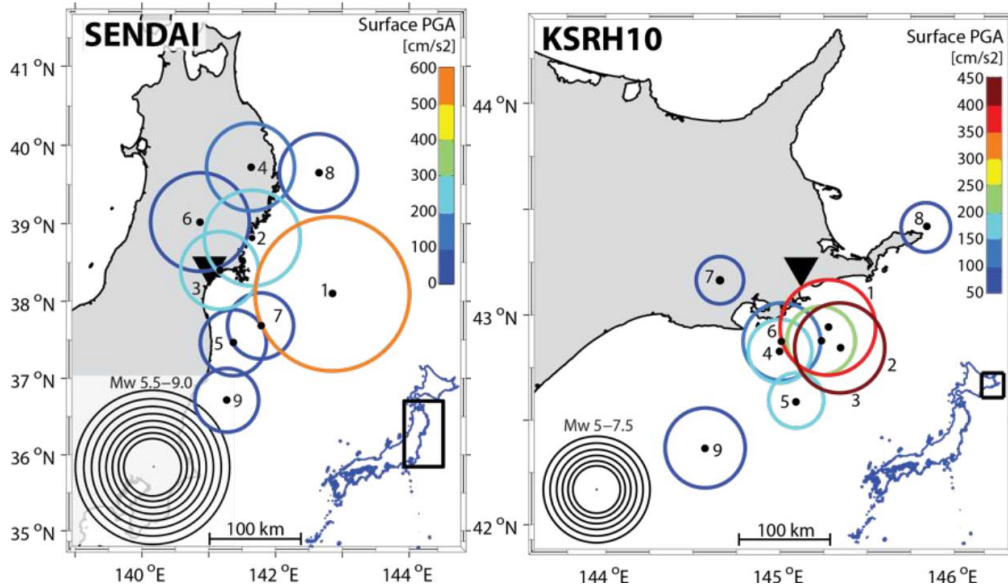 SENDAI
Surface PGA
[cm/s2]
600
500
400
300
200
100
0
41 °N
40 °N
39 °N
38 °N
37 °N
36 °N
35 °N
4
8
6
2
3
1
7
5
9
Mw 5.5–9.0
100 km
140 °E
142 °E
144 °E
KSRH10
Surface PGA
[cm/s2]
450
400
350
300
250
200
150
100
50
44 °N
43 °N
42 °N
8
7
1
6
4
2
5
3
9
Mw 5–7.5
100 km
144 °E
145 °E
146 °E